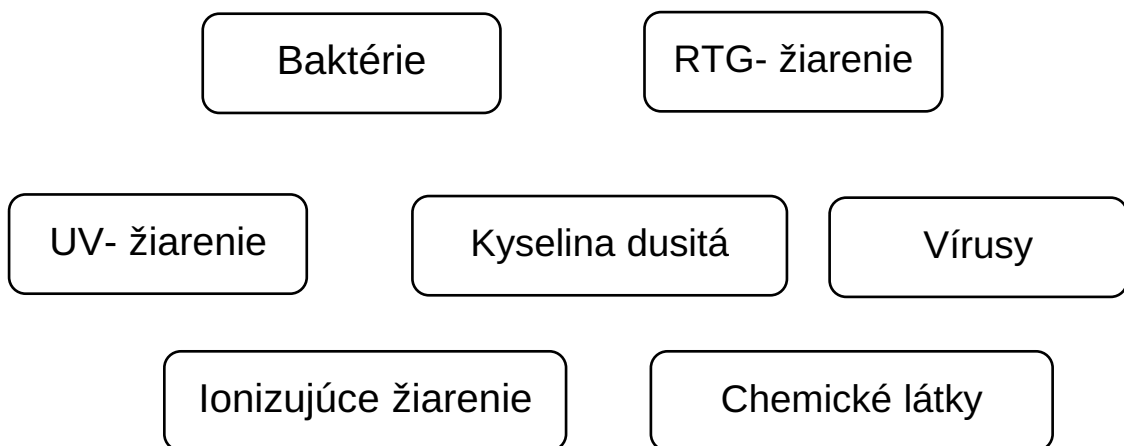 Baktérie
RTG- žiarenie
UV- žiarenie
Kyselina dusitá
Vírusy
Ionizujúce žiarenie
Chemické látky